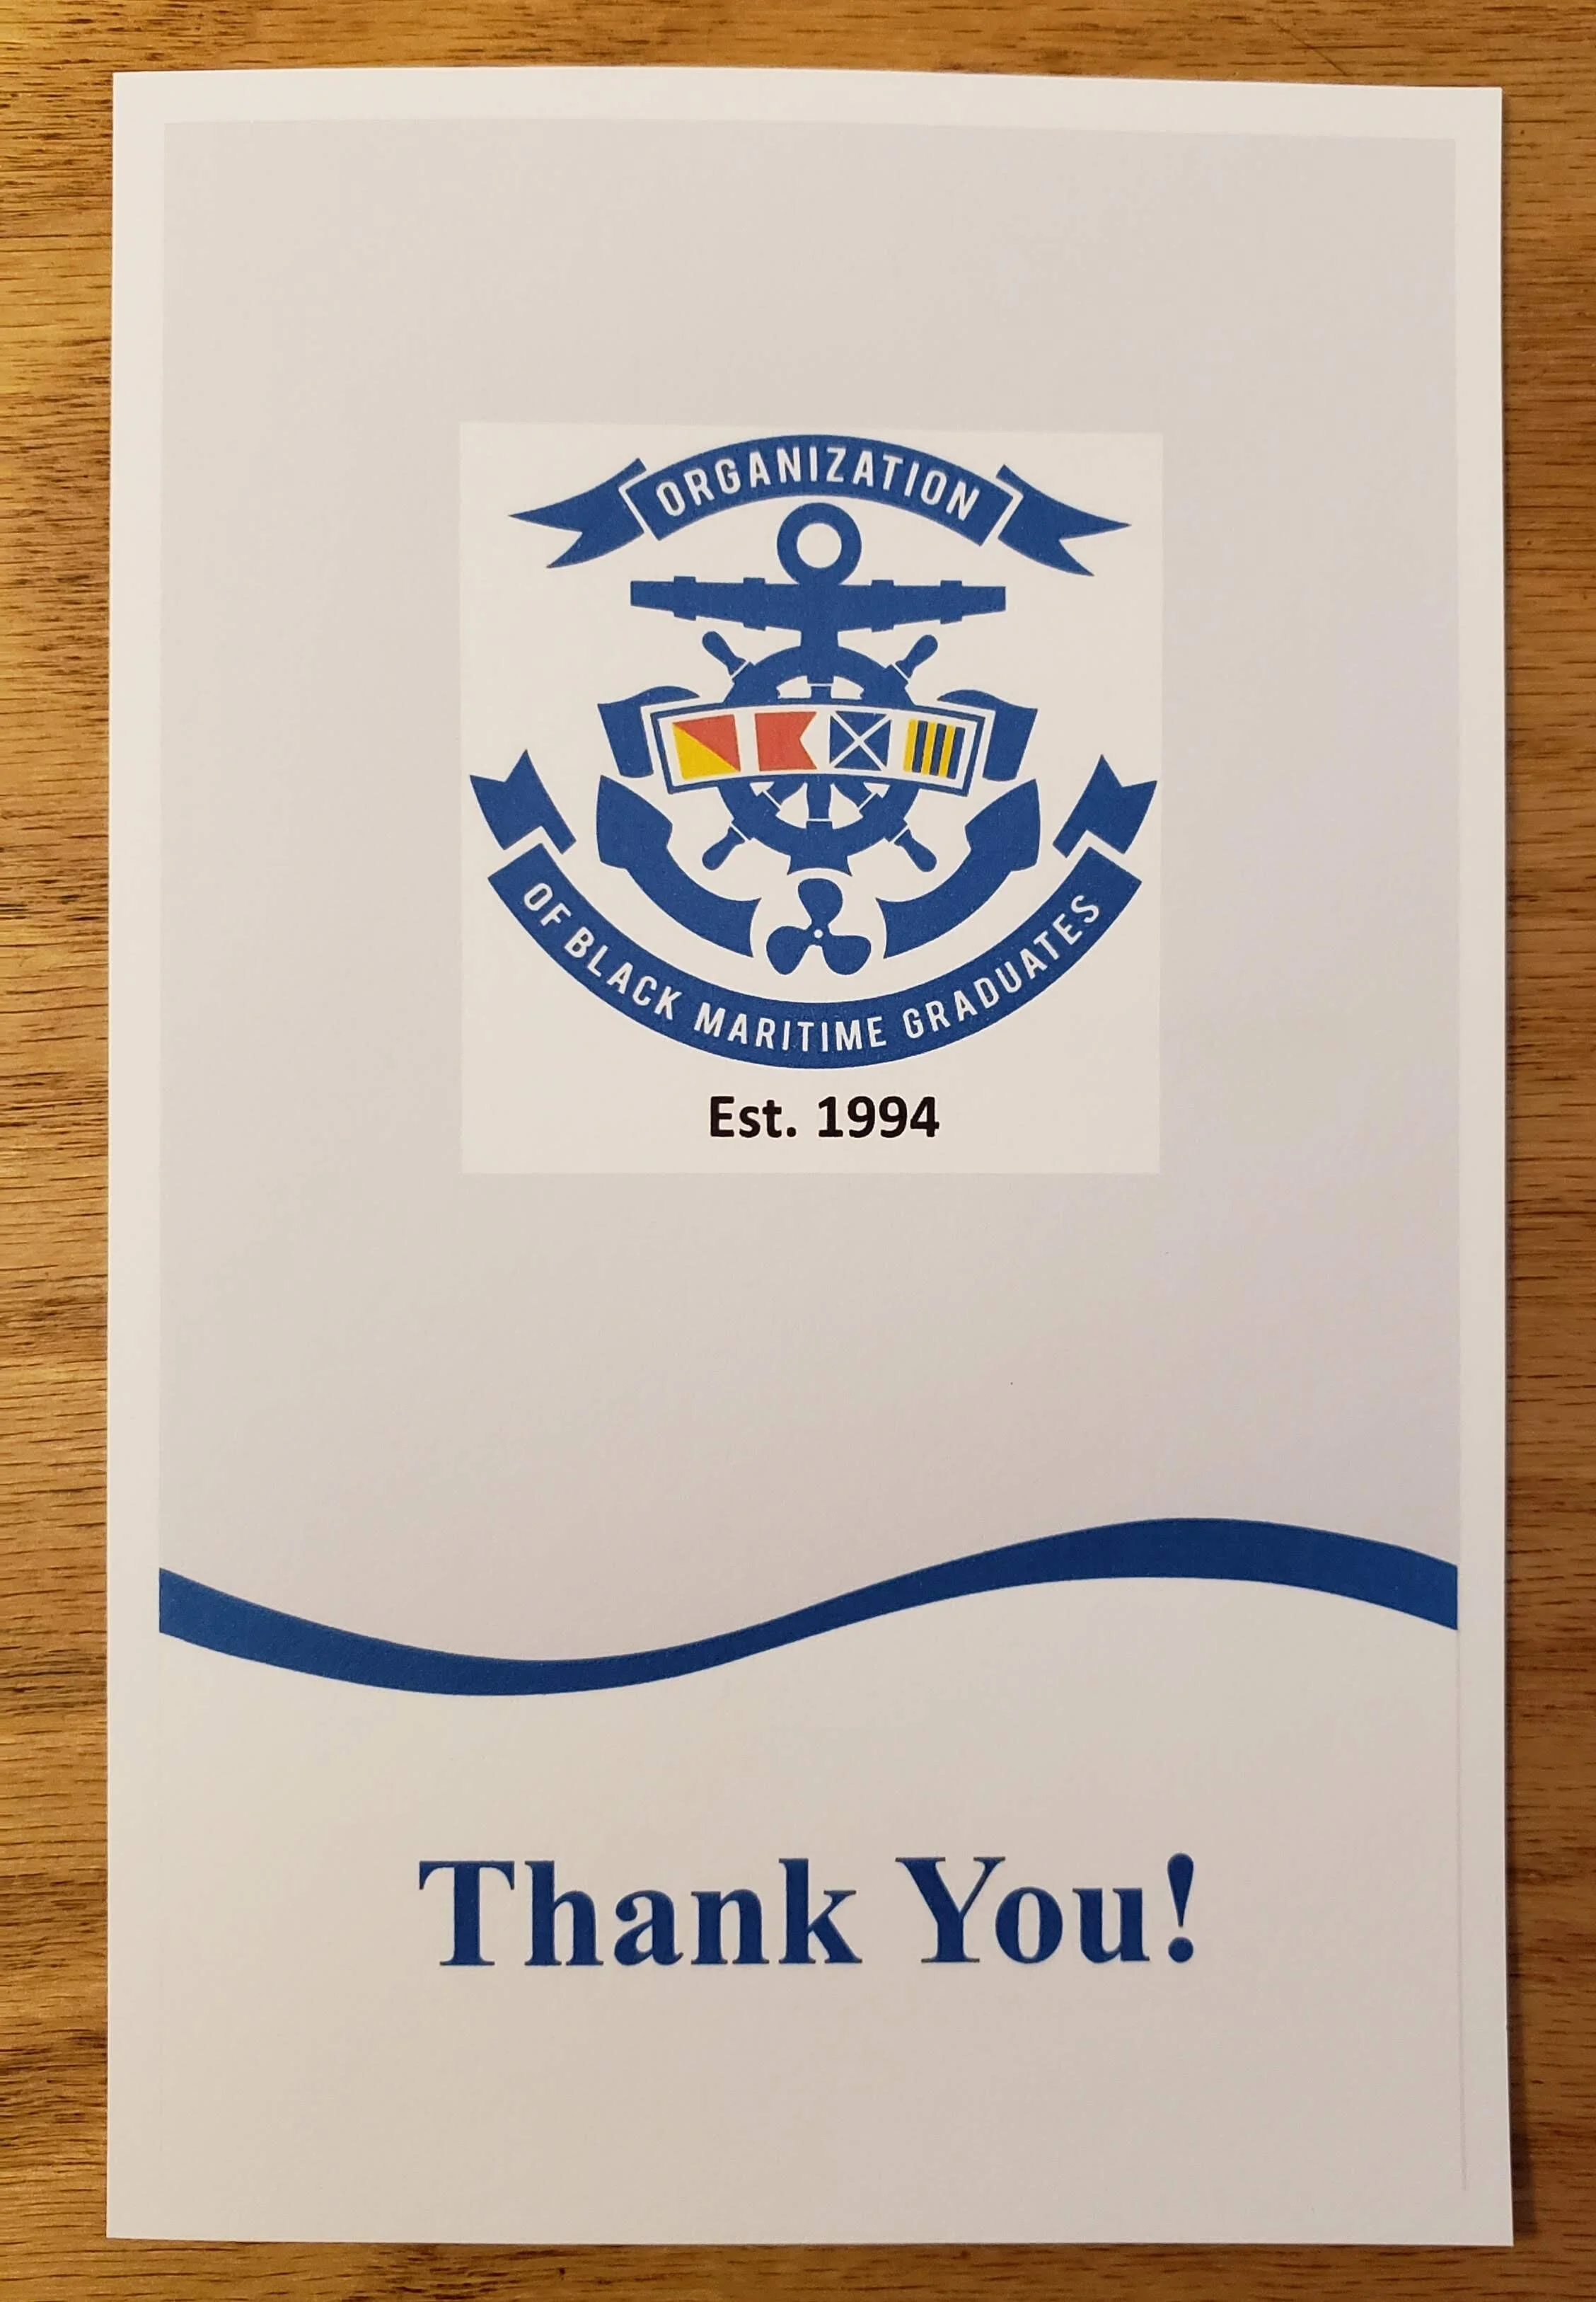 ORGANIZATION
OF BLACK MARITIME GRADUATES
Est. 1994
Thank You!